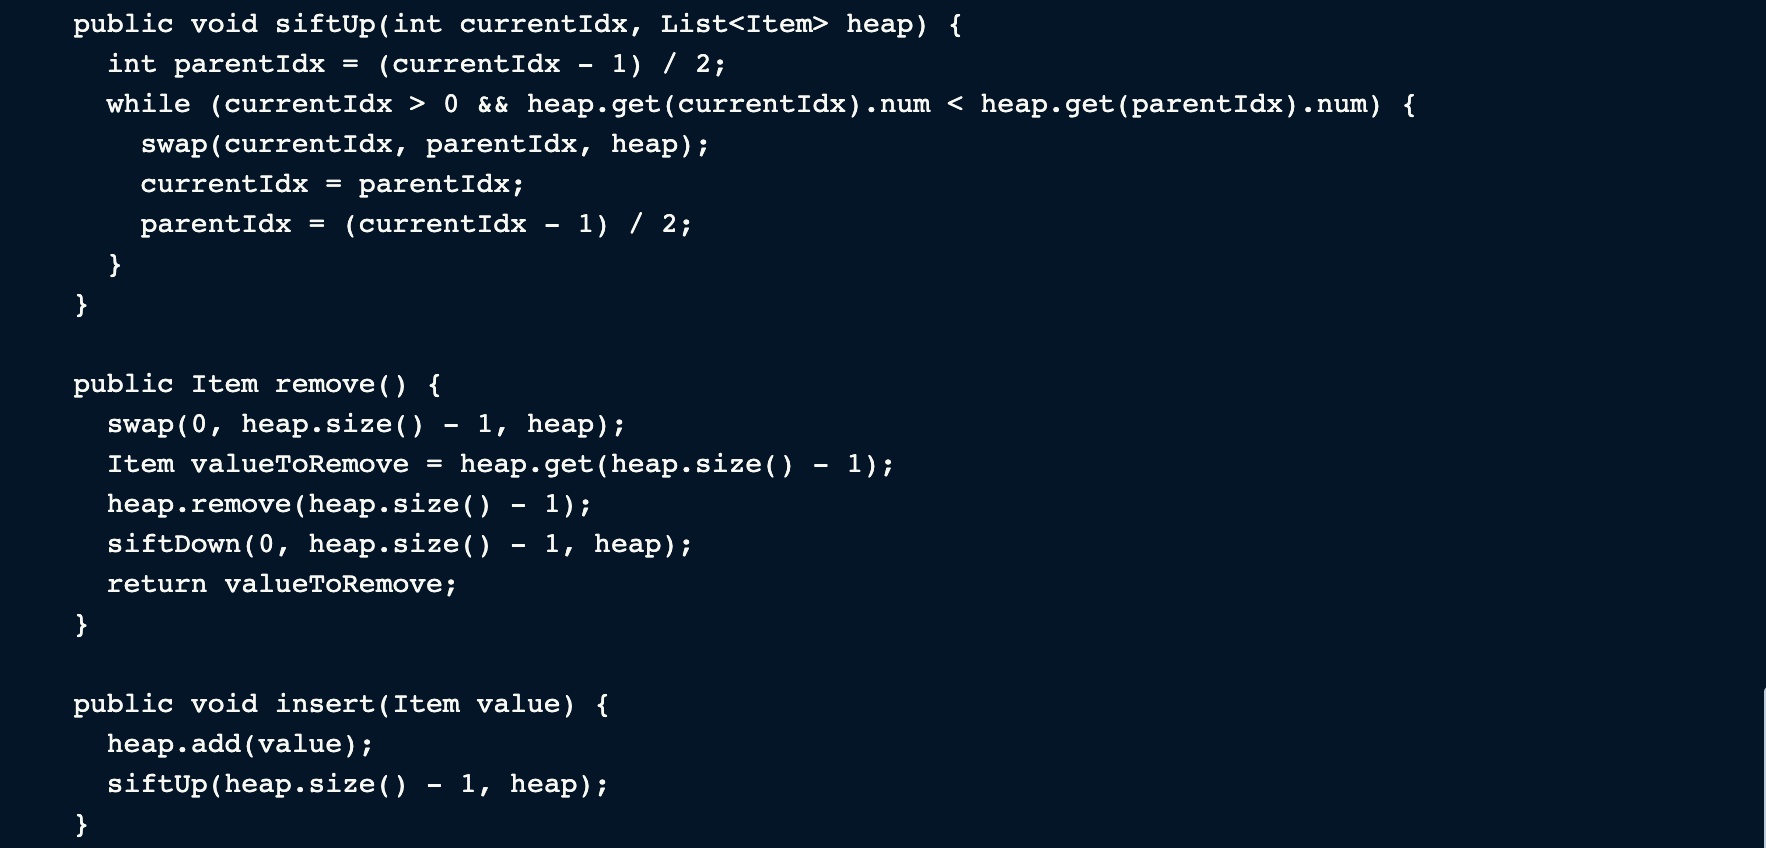 public void siftUp(int currentIdx, List<Item> heap) {
  int parentIdx = (currentIdx - 1) / 2;
  while (currentIdx > 0 && heap.get(currentIdx).num < heap.get(parentIdx).num) {
    swap(currentIdx, parentIdx, heap);
    currentIdx = parentIdx;
    parentIdx = (currentIdx - 1) / 2;
  }
}

public Item remove() {
  swap(0, heap.size() - 1, heap);
  Item valueToRemove = heap.get(heap.size() - 1);
  heap.remove(heap.size() - 1);
  siftDown(0, heap.size() - 1, heap);
  return valueToRemove;
}

public void insert(Item value) {
  heap.add(value);
  siftUp(heap.size() - 1, heap);
}